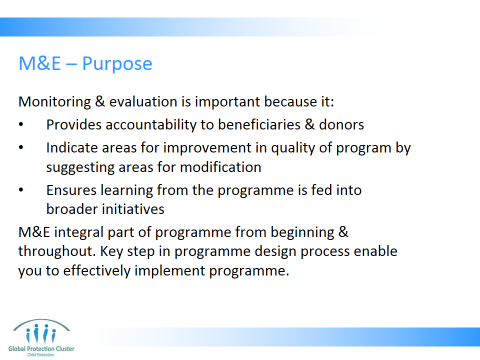 M&E – Purpose
Monitoring & evaluation is important because it:
• Provides accountability to beneficiaries & donors
• Indicate areas for improvement in quality of program by
suggesting areas for modification
• Ensures learning from the programme is fed into
broader initiatives
M&E integral part of programme from beginning &
throughout. Key step in programme design process enable
you to effectively implement programme.
Global Protection Cluster
Child Protection